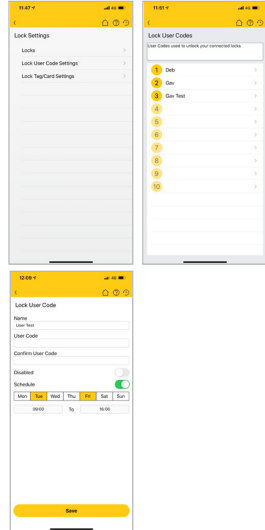 11:47
4G
Lock Settings
Locks
Lock User Code Settings
Lock Tag/Card Settings
11:51
4G
Lock User Codes
User Codes used to unlock your connected locks
1 Deb
2 Gav
3 Gav Test
4
5
6
7
8
9
10
12:09
4G
Lock User Code
Name
User Test
User Code
Confirm User Code
Disabled
Schedule
Mon Tue Wed Thu Fri Sat Sun
09:00 To 16:00
Save